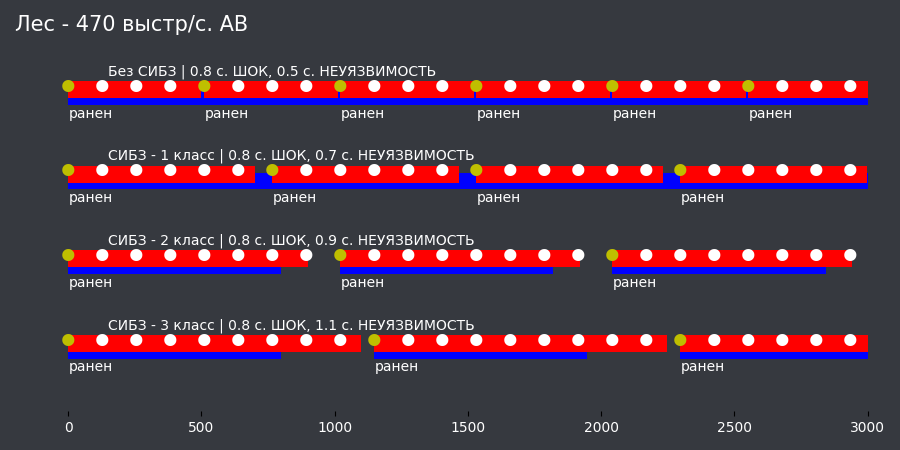 Лес - 470 выстр/с. АВ
Без СИБЗ | 0.8 с. ШОК, 0.5 с. НЕУЯЗВИМОСТЬ
ранен ранен ранен ранен ранен ранен
СИБЗ - 1 класс | 0.8 с. ШОК, 0.7 с. НЕУЯЗВИМОСТЬ
ранен ранен ранен ранен
СИБЗ - 2 класс | 0.8 с. ШОК, 0.9 с. НЕУЯЗВИМОСТЬ
ранен ранен ранен
СИБЗ - 3 класс | 0.8 с. ШОК, 1.1 с. НЕУЯЗВИМОСТЬ
ранен ранен ранен
0 500 1000 1500 2000 2500 3000